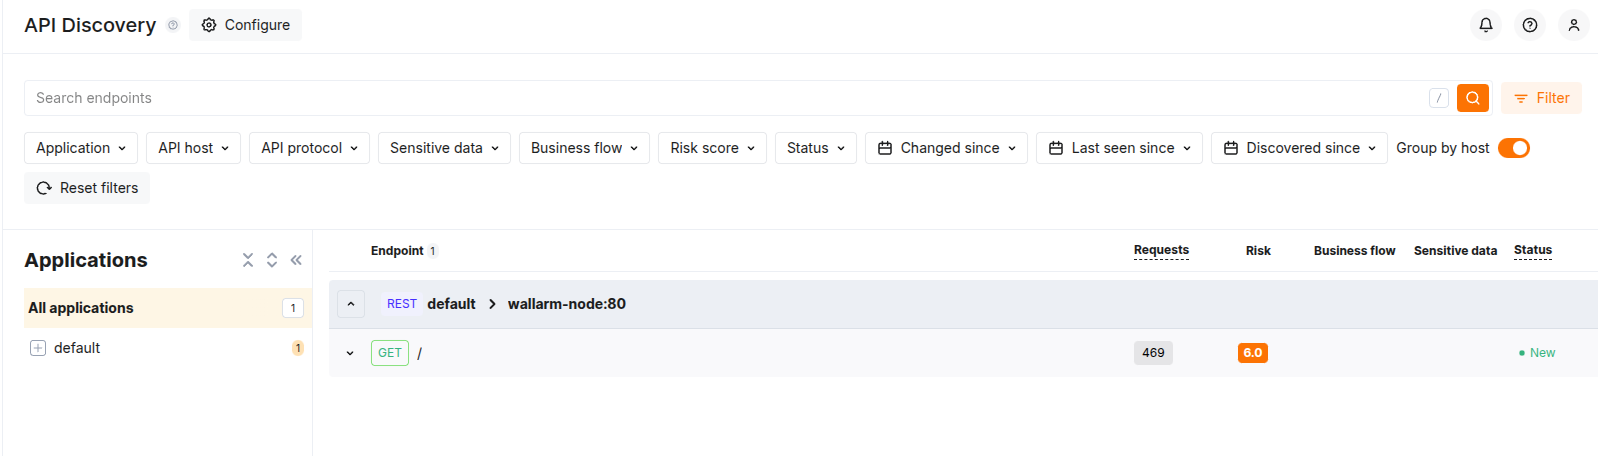 API Discovery Configure
Search endpoints / Filter
Application API host API protocol Sensitive data Business flow Risk score Status Changed since Last seen since Discovered since Group by host
Reset filters
Applications
All applications 1
default 1
Endpoint 1 Requests Risk Business flow Sensitive data Status
REST default > wallarm-node:80
GET / 469 6.0 New